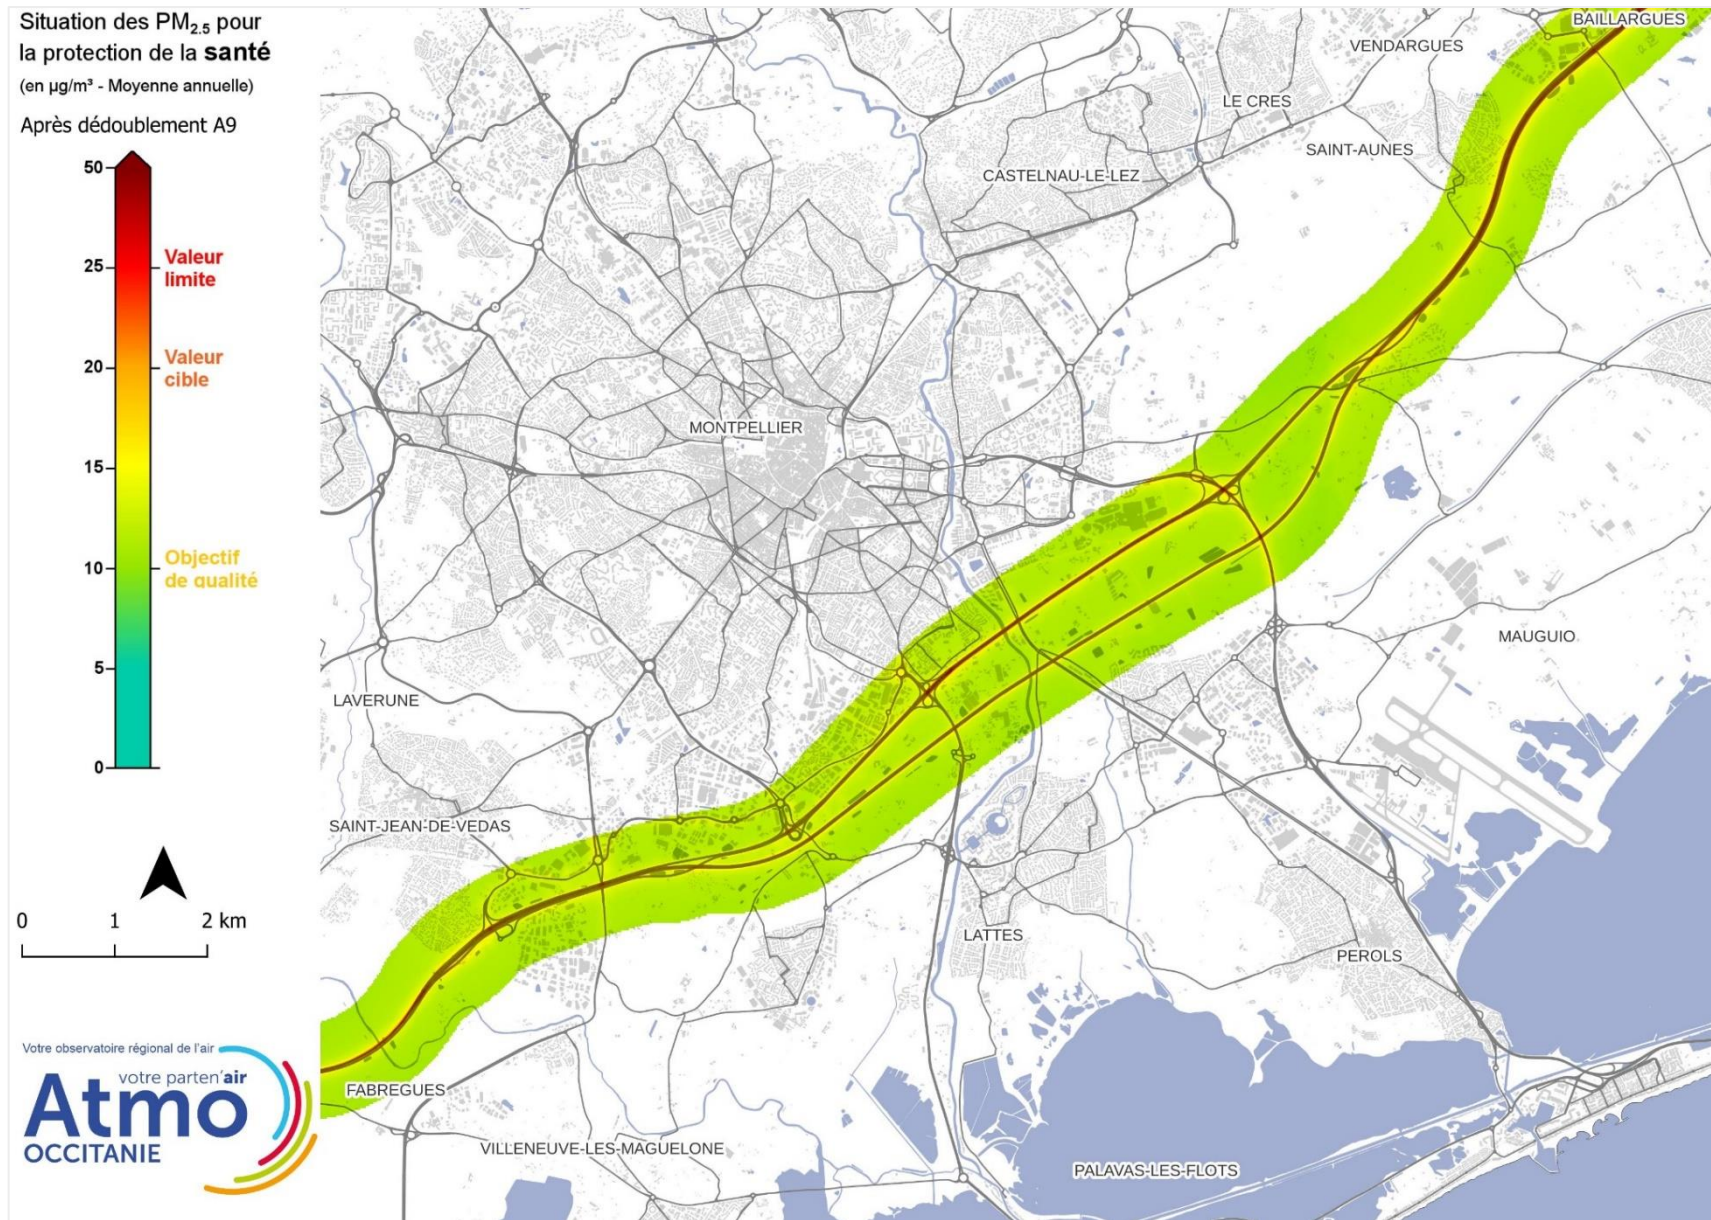 Situation des PM2.5 pour
la protection de la santé
(en µg/m³ - Moyenne annuelle)
Après dédoublement A9
50
25
Valeur
limite
20
Valeur
cible
15
10
Objectif
de qualité
5
0
0 1 2 km
Votre observatoire régional de l'air
votre parten'air
Atmo
OCCITANIE
BAILLARGUES
VENDARGUES
LE CRES
SAINT-AUNES
CASTELNAU-LE-LEZ
MONTPELLIER
MAUGUIO
LAVERUNE
SAINT-JEAN-DE-VEDAS
LATTES
PEROLS
FABREGUES
VILLENEUVE-LES-MAGUELONE
PALAVAS-LES-FLOTS